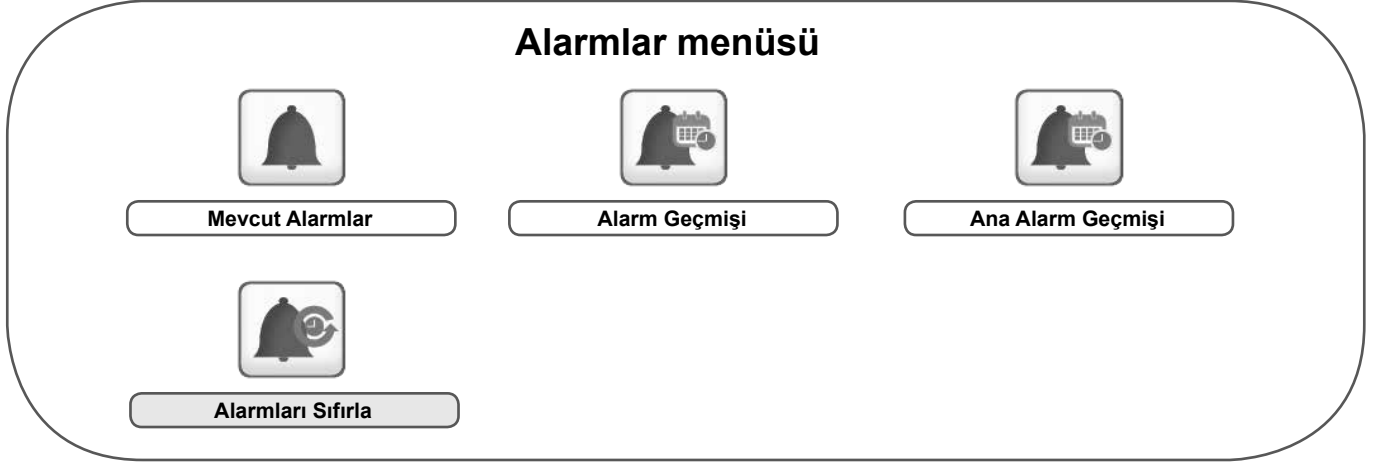 Alarmlar menüsü
Mevcut Alarmlar
Alarm Geçmişi
Ana Alarm Geçmişi
Alarmları Sıfırla